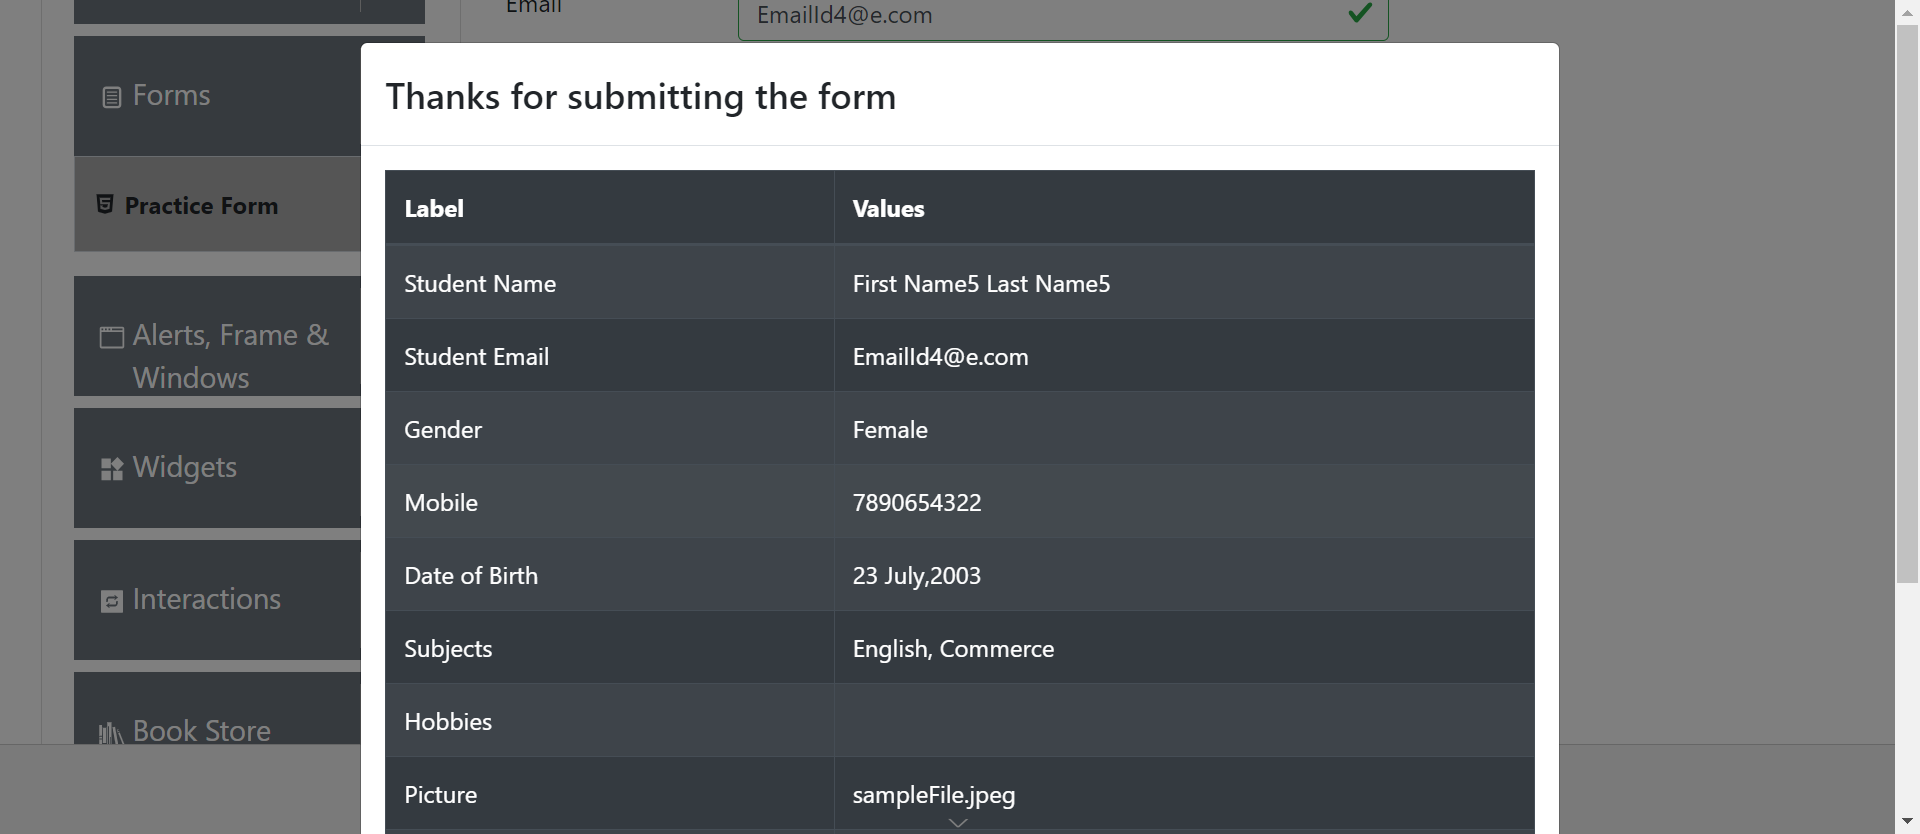 Email
EmailId4@e.com
Forms
Practice Form
Alerts, Frame &
Windows
Widgets
Interactions
Book Store
Thanks for submitting the form
Label Values
Student Name First Name5 Last Name5
Student Email EmailId4@e.com
Gender Female
Mobile 7890654322
Date of Birth 23 July,2003
Subjects English, Commerce
Hobbies
Picture sampleFile.jpeg